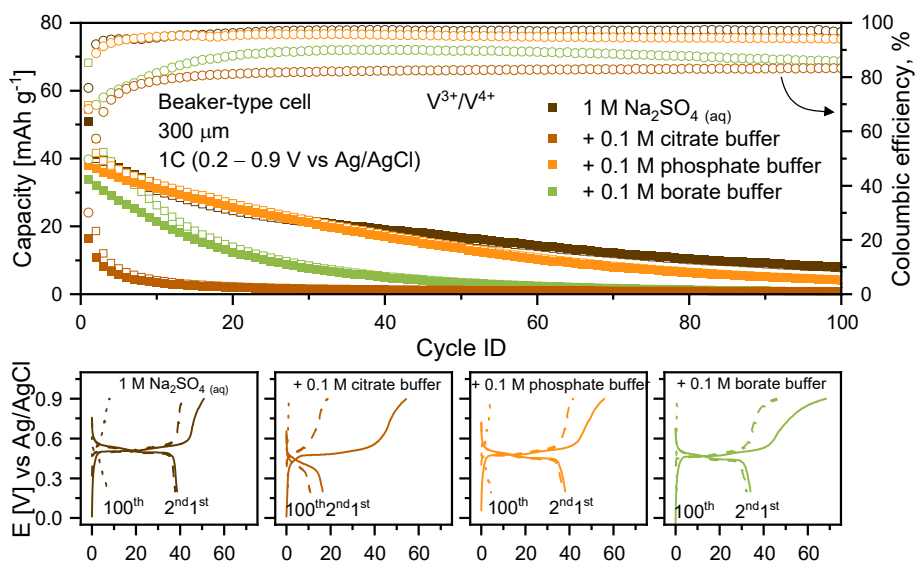 80
60
40
20
0
Capacity [mAh g⁻¹]
100
80
60
40
20
0
Coloumbic efficiency, %
Beaker-type cell
300 μm
1C (0.2 – 0.9 V vs Ag/AgCl)
V³⁺/V⁴⁺
1 M Na₂SO₄ (aq)
+ 0.1 M citrate buffer
+ 0.1 M phosphate buffer
+ 0.1 M borate buffer
0 20 40 60 80 100
Cycle ID
E [V] vs Ag/AgCl
0.9
0.6
0.3
0.0
1 M Na₂SO₄ (aq)
100ᵗʰ 2ⁿᵈ 1ˢᵗ
0 20 40 60
+ 0.1 M citrate buffer
100ᵗʰ 2ⁿᵈ 1ˢᵗ
0 20 40 60
+ 0.1 M phosphate buffer
100ᵗʰ 2ⁿᵈ 1ˢᵗ
0 20 40 60
+ 0.1 M borate buffer
100ᵗʰ 2ⁿᵈ 1ˢᵗ
0 20 40 60